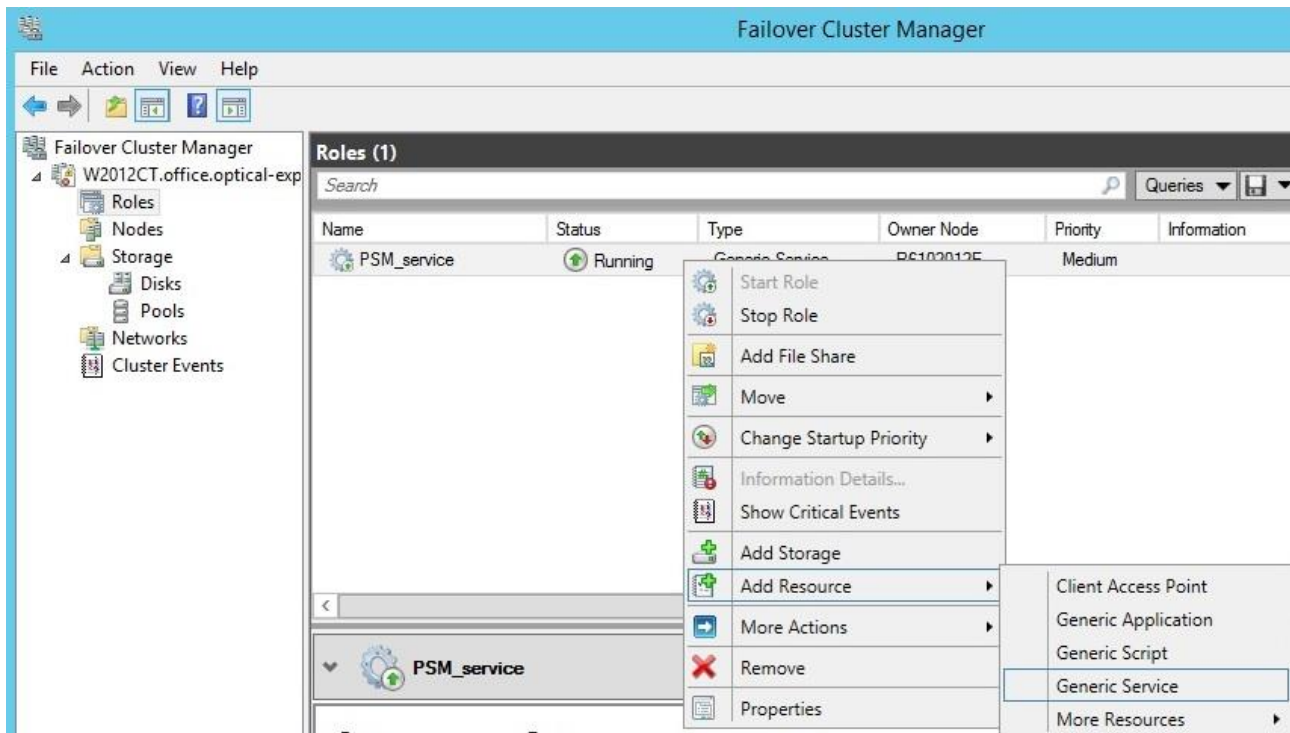 Failover Cluster Manager
File Action View Help
Failover Cluster Manager
W2012CT.office.optical-exp
Roles
Nodes
Storage
Disks
Pools
Networks
Cluster Events
Roles (1)
Search
Queries
Name Status Type Owner Node Priority Information
PSM_service Running Generic Service Medium
Start Role
Stop Role
Add File Share
Move
Change Startup Priority
Information Details...
Show Critical Events
Add Storage
Add Resource
More Actions
Remove
Properties
Client Access Point
Generic Application
Generic Script
Generic Service
More Resources
PSM_service